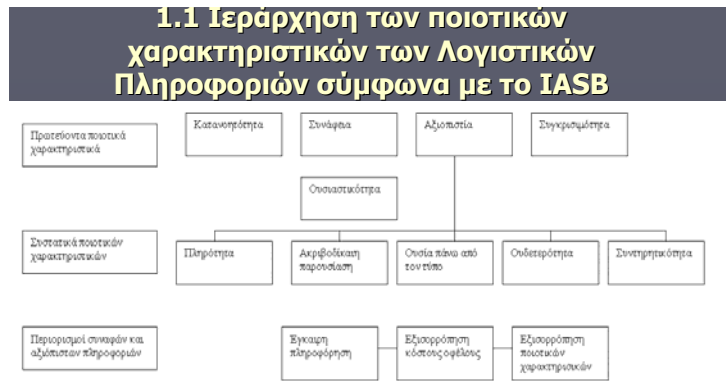 1.1 Ιεράρχηση των ποιοτικών
χαρακτηριστικών των Λογιστικών
Πληροφοριών σύμφωνα με το IASB
Πρωτεύοντα ποιοτικά
χαρακτηριστικά
Κατανοητότητα
Συνάφεια
Αξιοπιστία
Συγκρισιμότητα
Ουσιαστικότητα
Συστατικά ποιοτικών
χαρακτηριστικών
Πληρότητα
Ακριβοδίκαιη
παρουσίαση
Ουσία πάνω από
τον τύπο
Ουδετερότητα
Συντηρητικότητα
Περιορισμοί συναφών και
αξιόπιστων πληροφοριών
Έγκαιρη
πληροφόρηση
Εξισορρόπηση
κόστους οφέλους
Εξισορρόπηση
ποιοτικών
χαρακτηρισικών